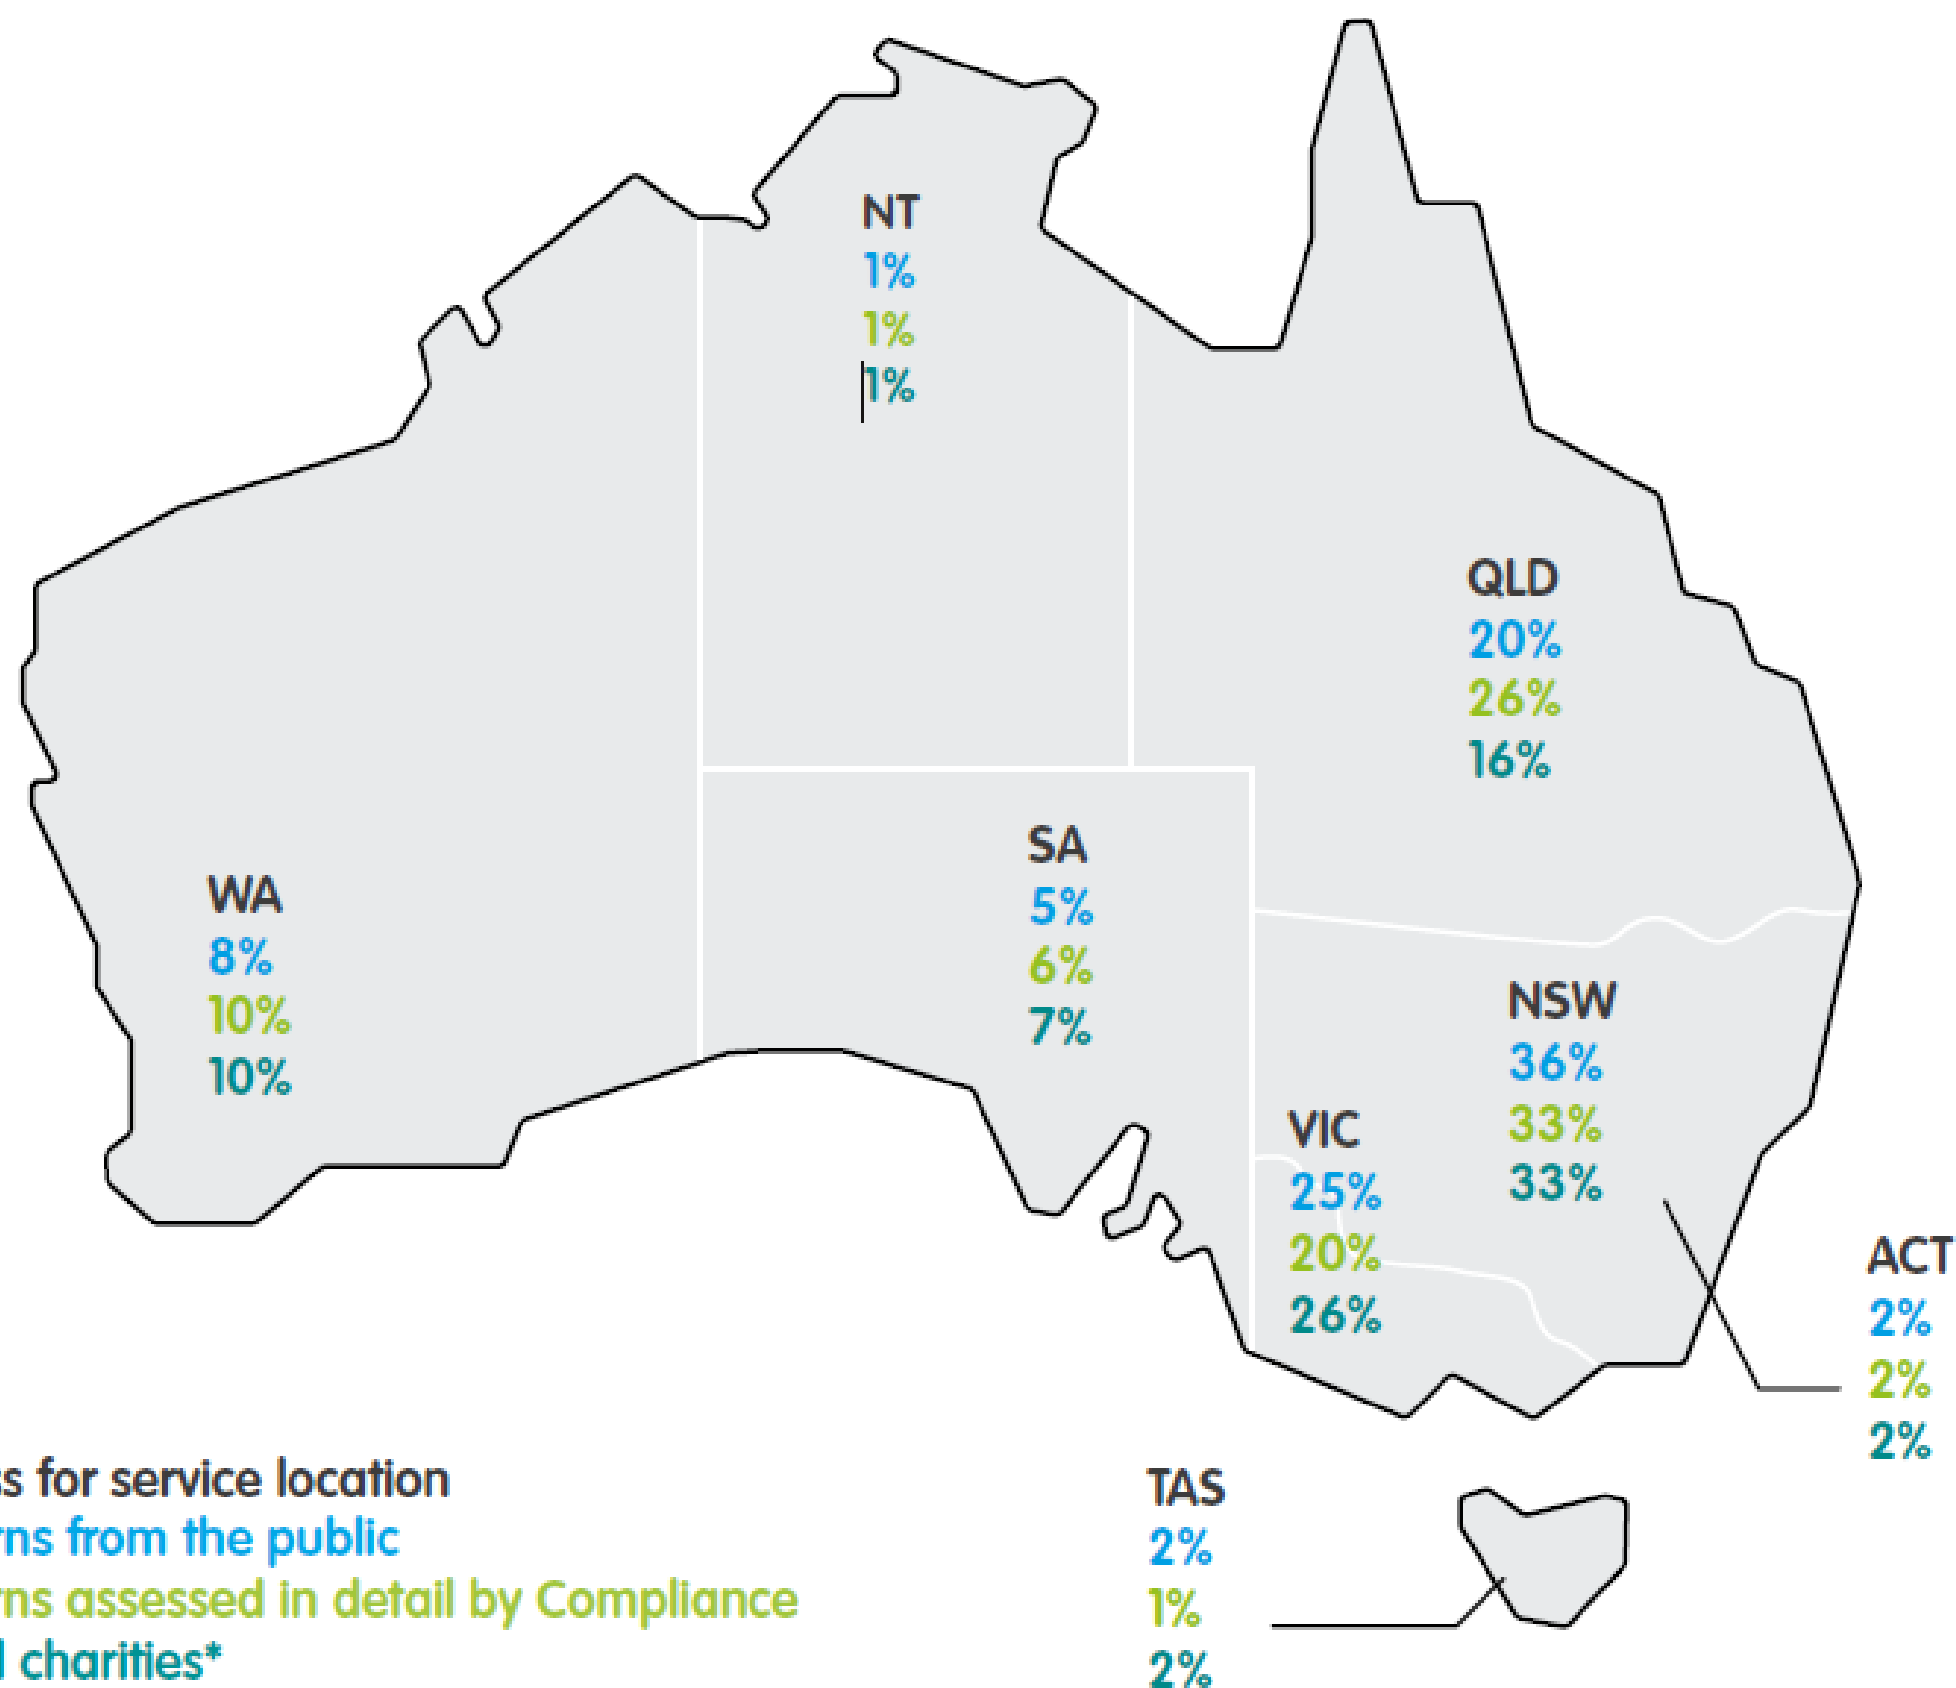 NT
1%
1%
1%
QLD
20%
26%
16%
SA
5%
6%
7%
WA
8%
10%
10%
NSW
36%
33%
33%
VIC
25%
20%
26%
ACT
2%
2%
2%
TAS
2%
1%
2%
for service location
from the public
assessed in detail by Compliance
charities*